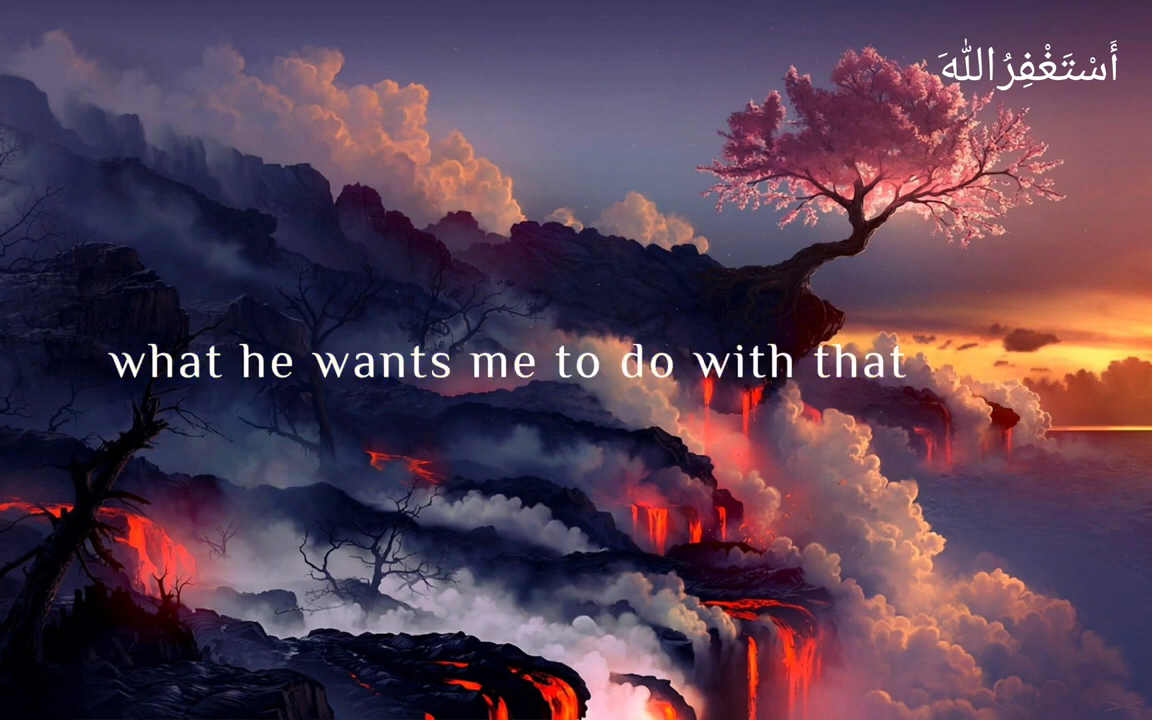 أَسْتَغْفِرُ اللّٰهَ
what he wants me to do with that